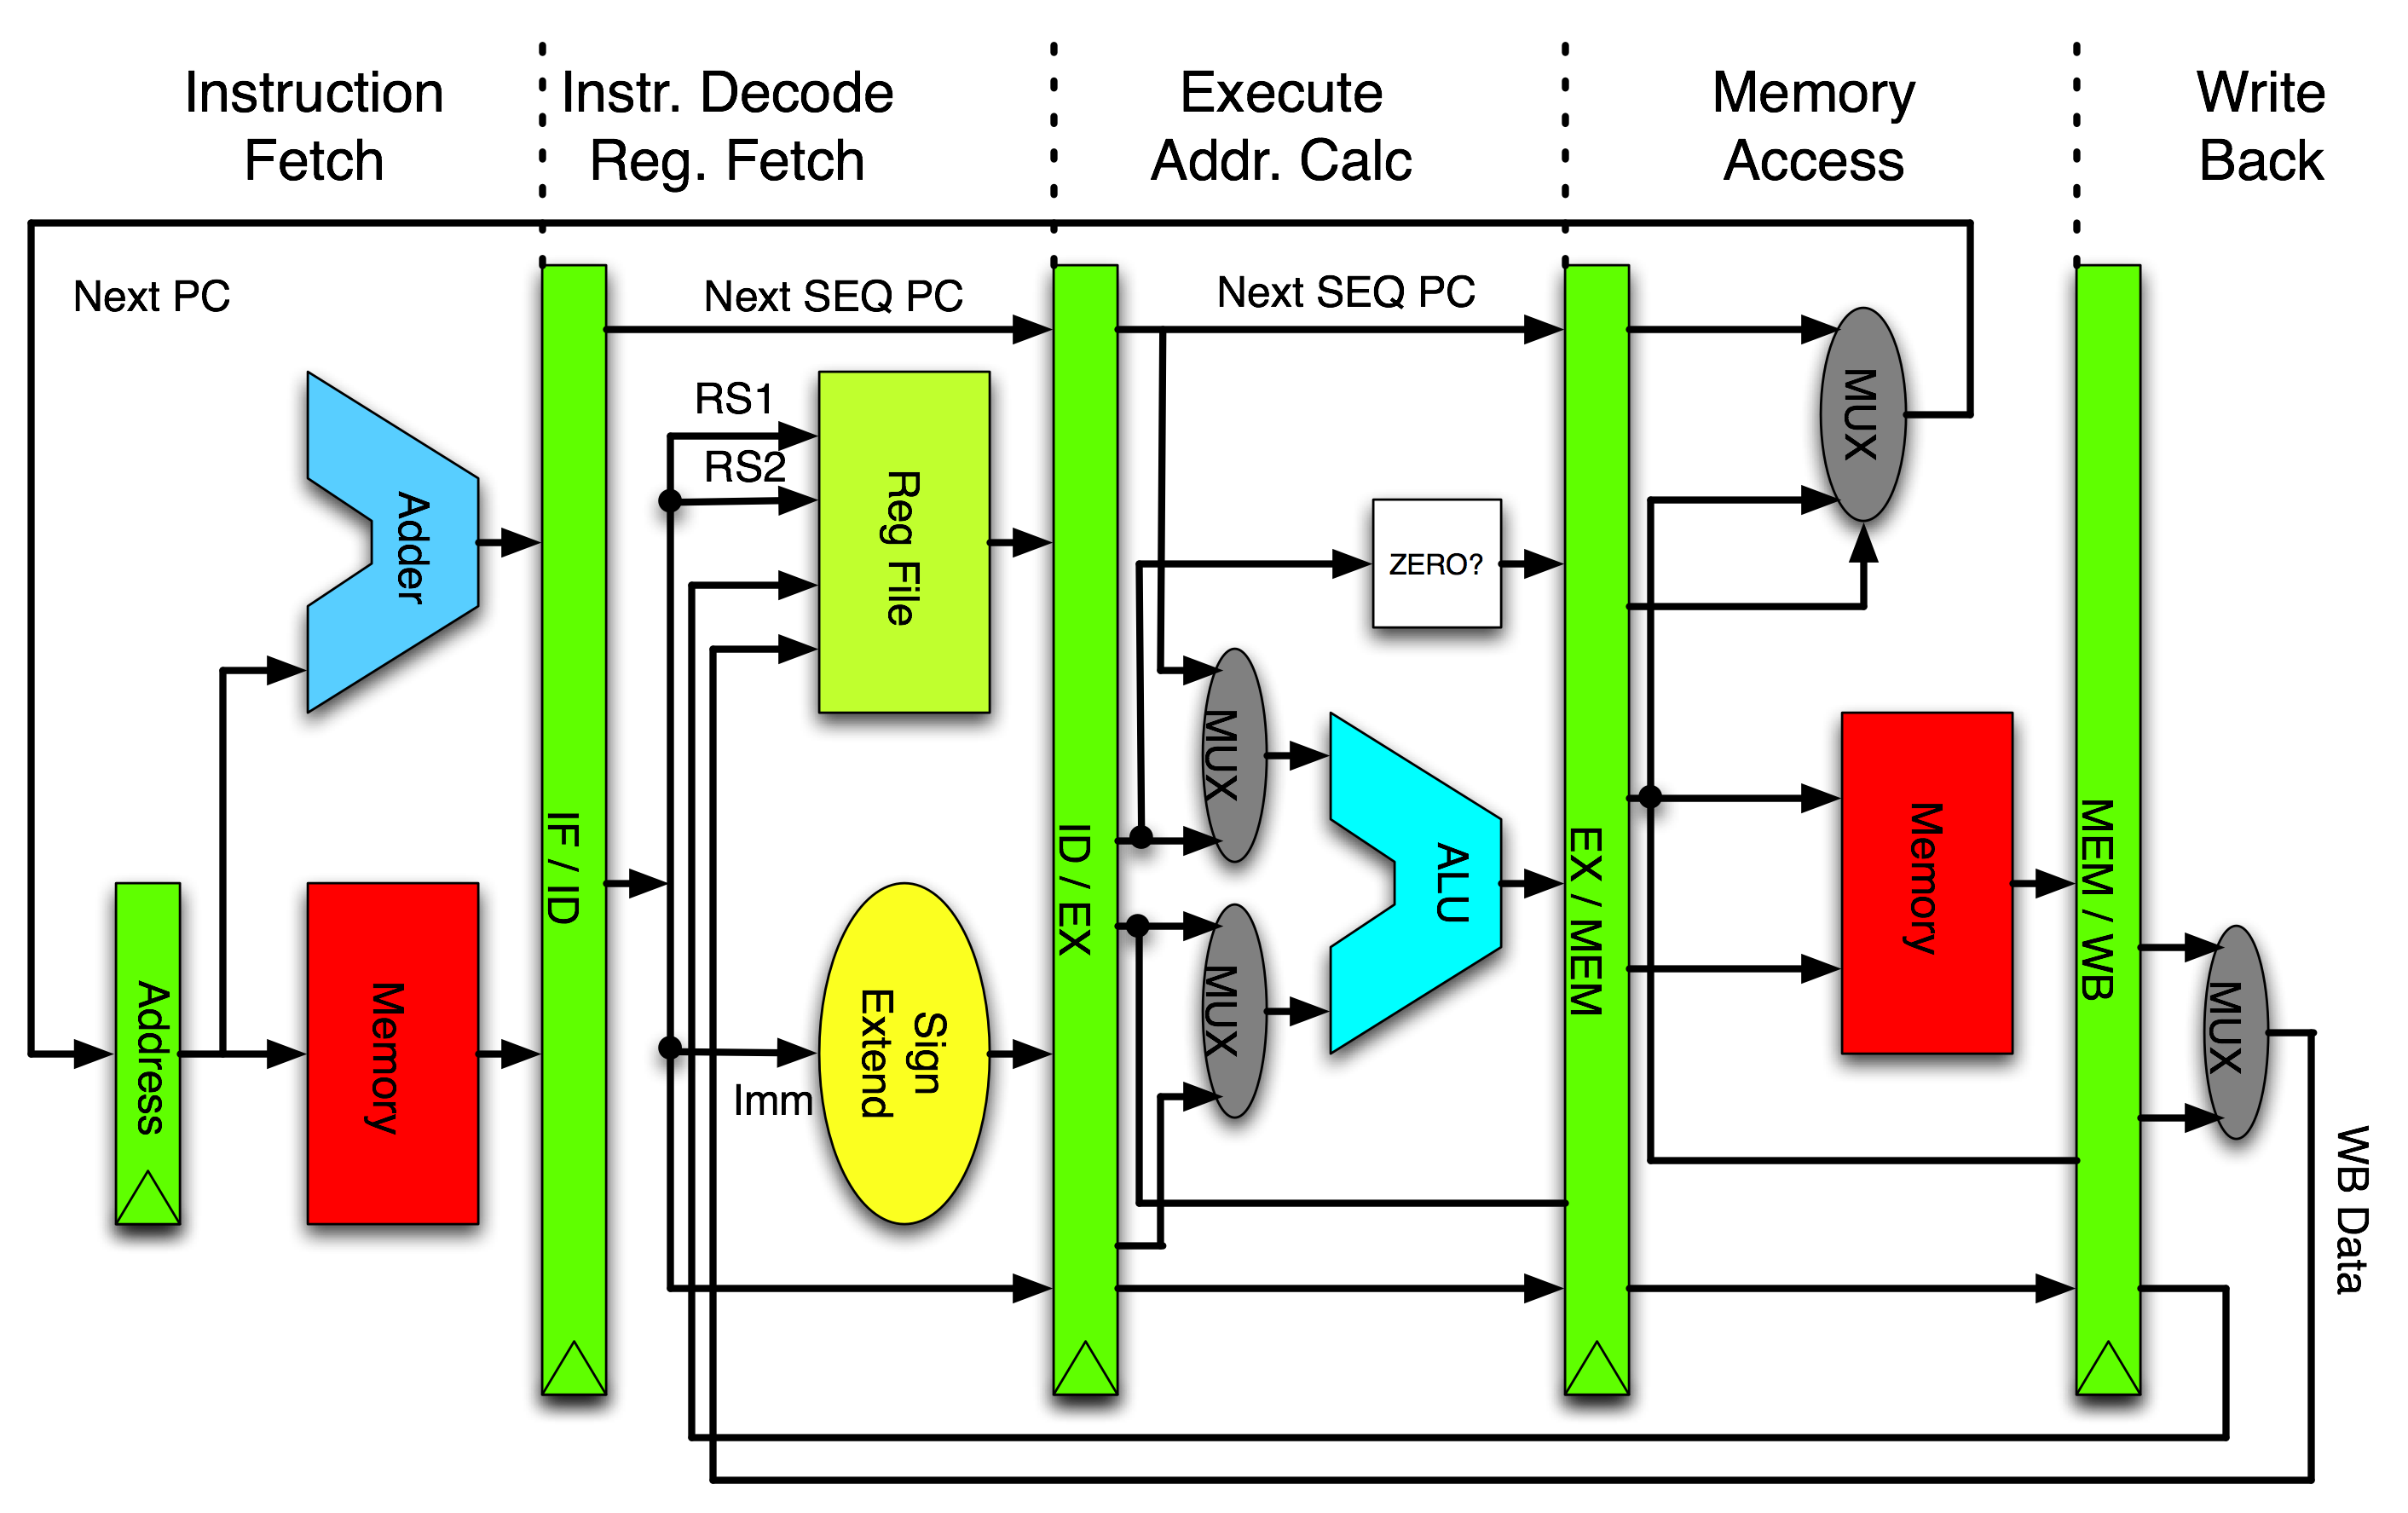 Instruction
Fetch
Instr. Decode
Reg. Fetch
Execute
Addr. Calc
Memory
Access
Write
Back
Next PC
Next SEQ PC
Next SEQ PC
RS1
RS2
MUX
Adder
Reg File
ZERO?
MUX
IF / ID
ID / EX
ALU
EX / MEM
Memory
MEM / WB
Address
Memory
Sign
Extend
Imm
MUX
MUX
WB Data